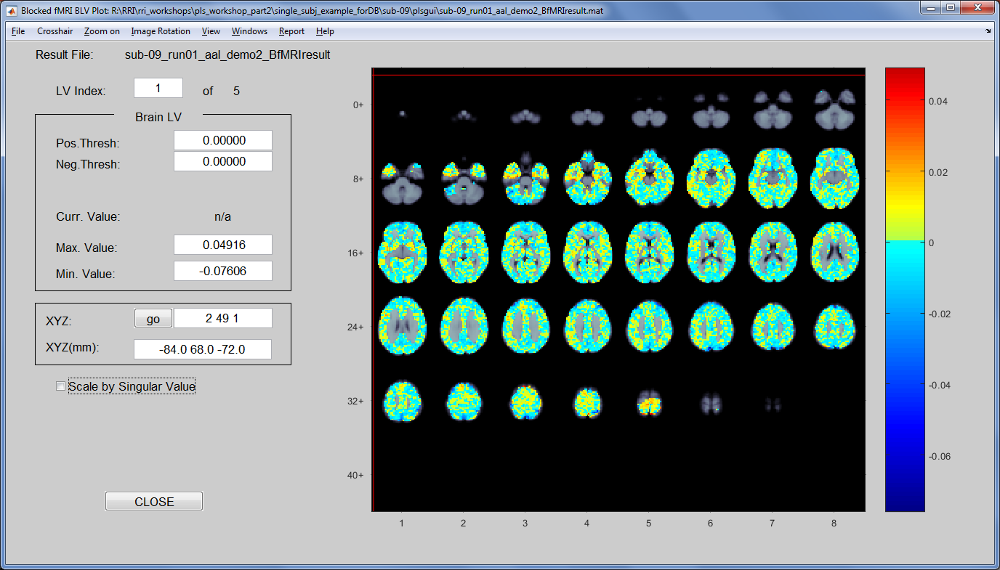 Blocked fMRI BLV Plot: R:\RRI\rri_workshops\pls_workshop_part2\single_subj_example_forDB\sub-09\plsgui\sub-09_run01_aal_demo2_BfMRIresult.mat
File Crosshair Zoom on Image Rotation View Windows Report Help
Result File: sub-09_run01_aal_demo2_BfMRIresult
LV Index: 1 of 5
Brain LV
Pos.Thresh: 0.00000
Neg.Thresh: 0.00000
Curr. Value: n/a
Max. Value: 0.04916
Min. Value: -0.07606
XYZ: go 2 49 1
XYZ(mm): -84.0 68.0 -72.0
Scale by Singular Value
CLOSE
0+
8+
16+
24+
32+
40+
1 2 3 4 5 6 7 8
0.04
0.02
0
-0.02
-0.04
-0.06